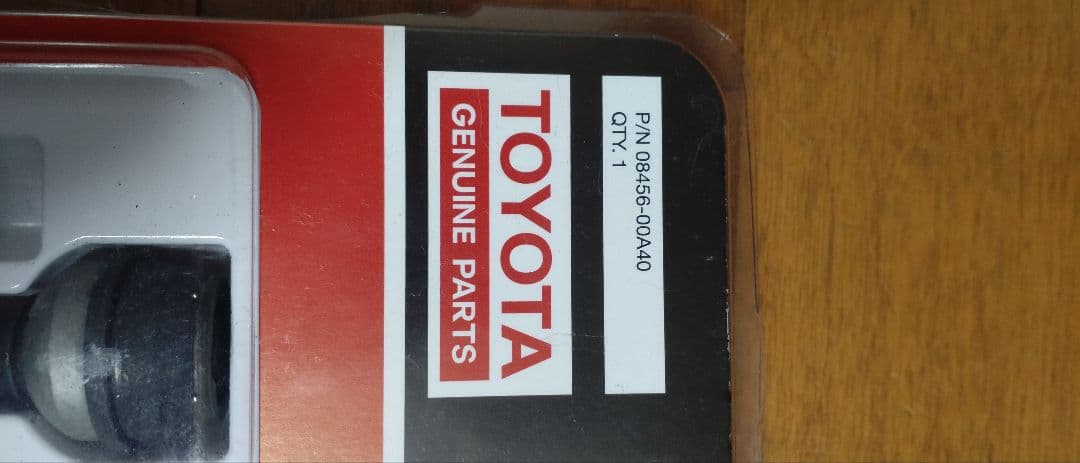 P/N 08456-00A40
QTY. 1
TOYOTA
GENUINE PARTS